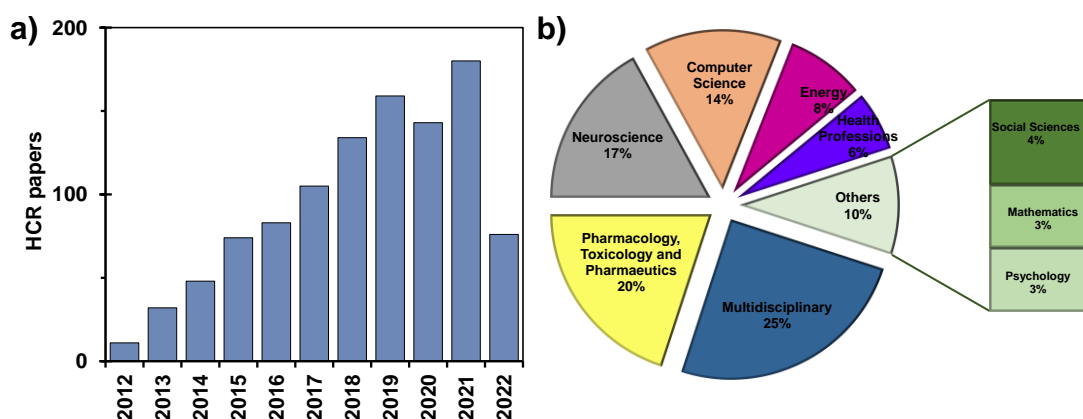 a)
200
100
0
HCR papers
2012
2013
2014
2015
2016
2017
2018
2019
2020
2021
2022
b)
Computer
Science
14%
Energy
8%
Health
Professions
6%
Neuroscience
17%
Others
10%
Pharmacology,
Toxicology and
Pharmaeutics
20%
Multidisciplinary
25%
Social Sciences
4%
Mathematics
3%
Psychology
3%